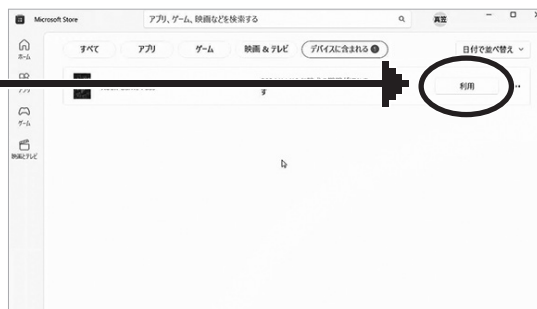 Microsoft Store
アプリ、ゲーム、映画などを検索する
真笠
ホーム
すべて
アプリ
ゲーム
映画 & テレビ
デバイスに含まれる
日付で並べ替え
利用
す
ゲーム
映画とテレビ